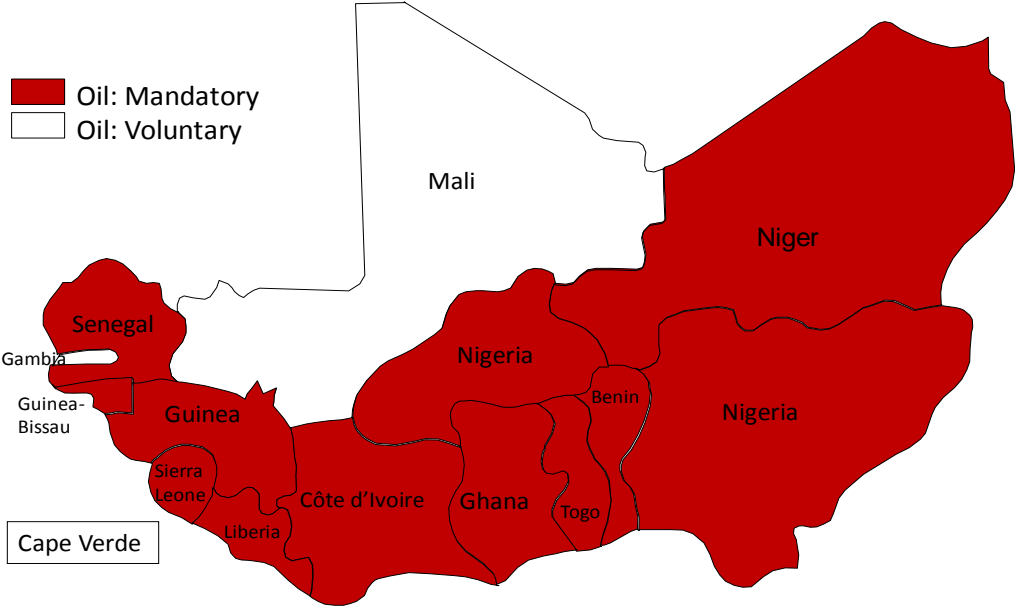 Oil: Mandatory
Oil: Voluntary
Mali
Niger
Senegal
Nigeria
Gambia
Benin
Guinea-
Bissau
Guinea
Nigeria
Sierra
Leone
Côte d’Ivoire
Ghana
Togo
Liberia
Cape Verde